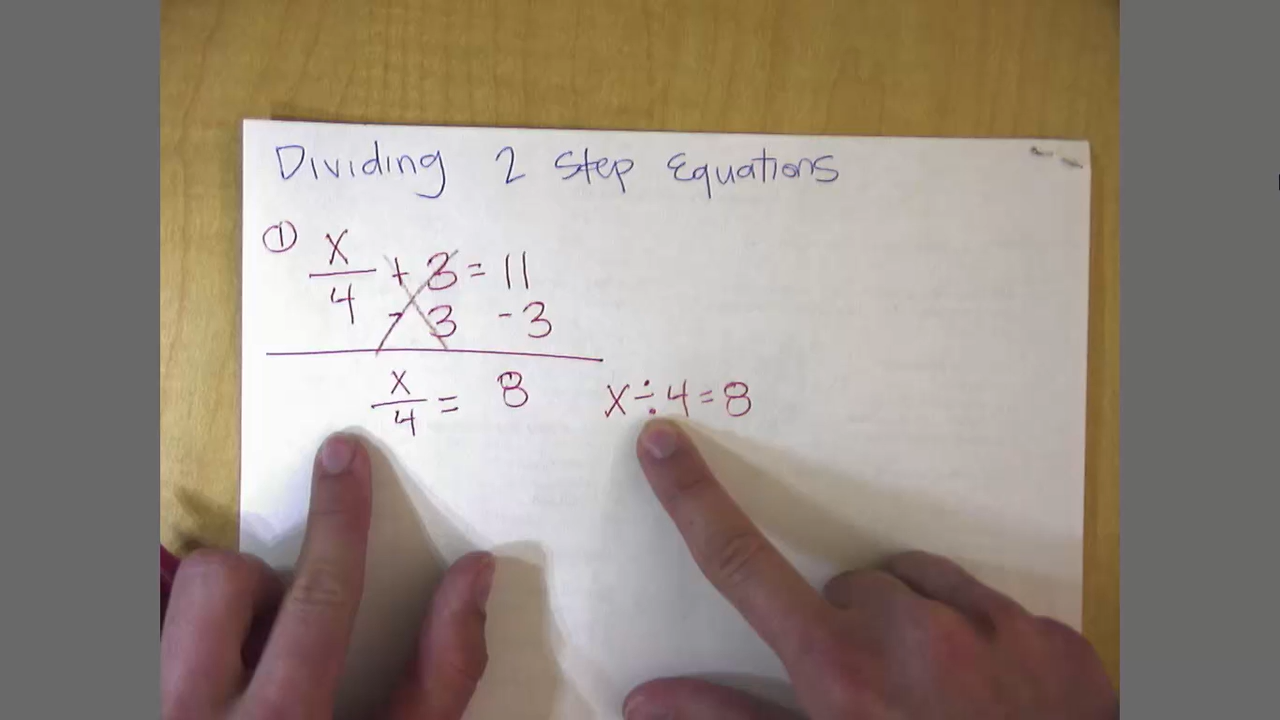 Dividing 2 Step Equations
① x/4 + 3 = 11
- 3 - 3
x/4 = 8 x ÷ 4 = 8